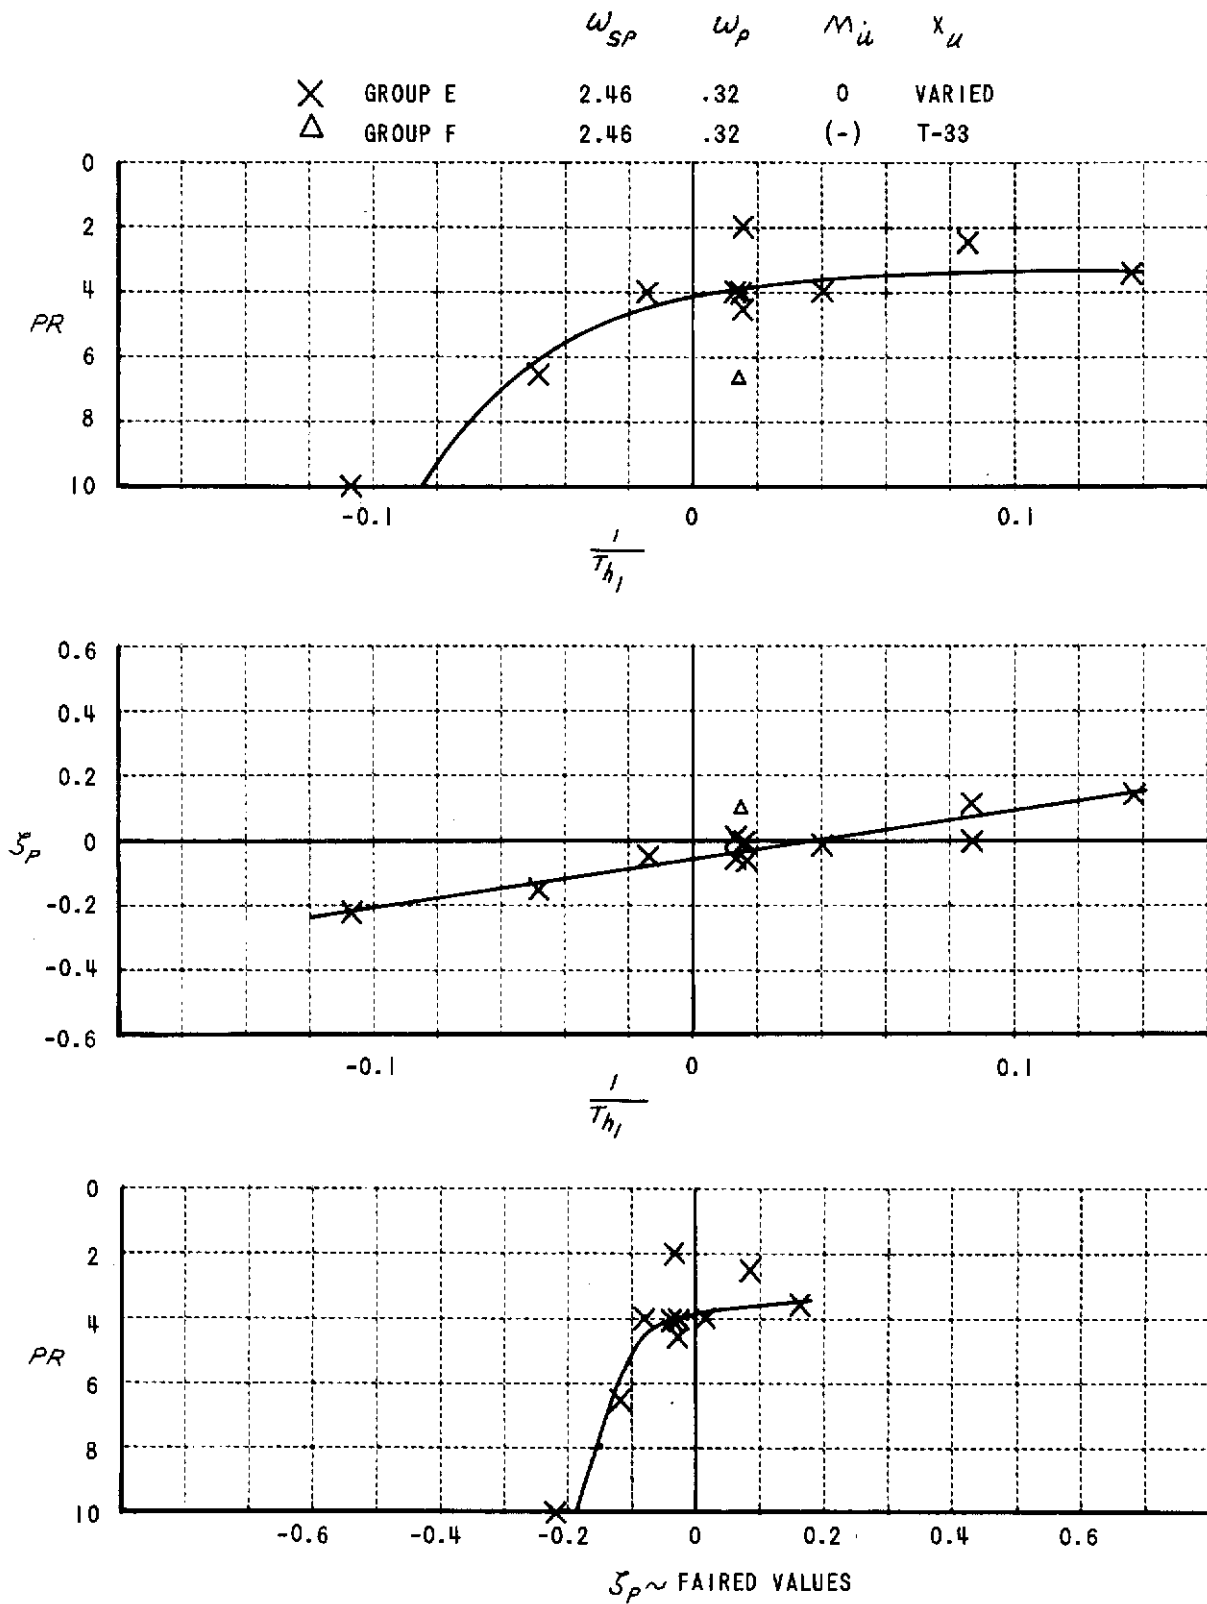 ω_SP ω_P M_u̇ X_u
GROUP E 2.46 .32 0 VARIED
GROUP F 2.46 .32 (-) T-33
0
2
4
PR
6
8
10
-0.1 0 0.1
1/T_h1
0.6
0.4
0.2
ζ_P 0
-0.2
-0.4
-0.6
-0.1 0 0.1
1/T_h1
0
2
4
PR
6
8
10
-0.6 -0.4 -0.2 0 0.2 0.4 0.6
ζ_P ~ FAIRED VALUES